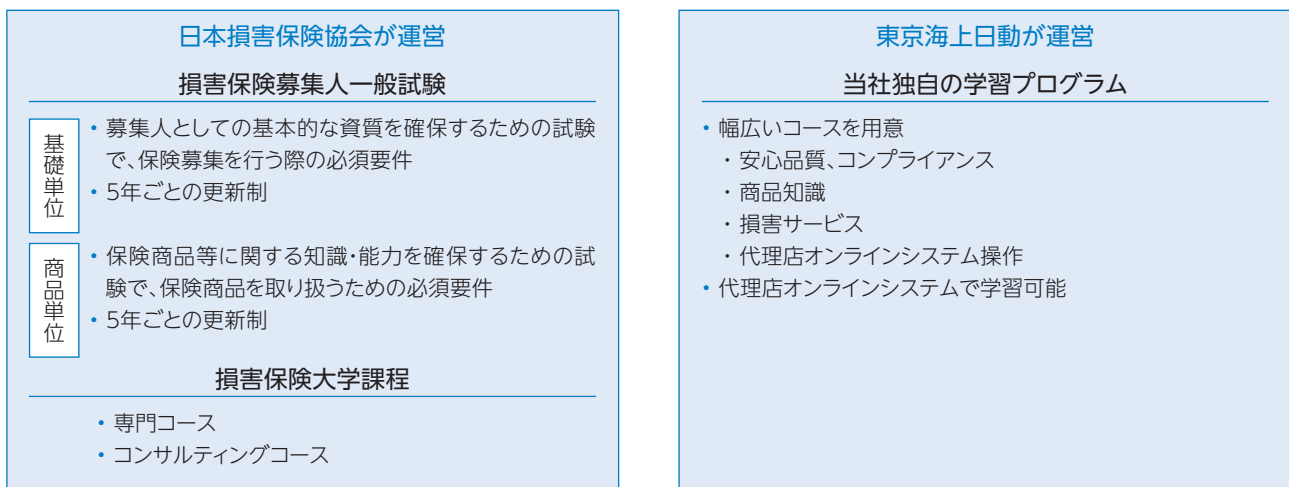 日本損害保険協会が運営
損害保険募集人一般試験
基礎単位
• 募集人としての基本的な資質を確保するための試験
で、保険募集を行う際の必須要件
• 5年ごとの更新制
商品単位
• 保険商品等に関する知識・能力を確保するための試
験で、保険商品を取り扱うための必須要件
• 5年ごとの更新制
損害保険大学課程
• 専門コース
• コンサルティングコース
東京海上日動が運営
当社独自の学習プログラム
• 幅広いコースを用意
・安心品質、コンプライアンス
・商品知識
・損害サービス
・代理店オンラインシステム操作
• 代理店オンラインシステムで学習可能